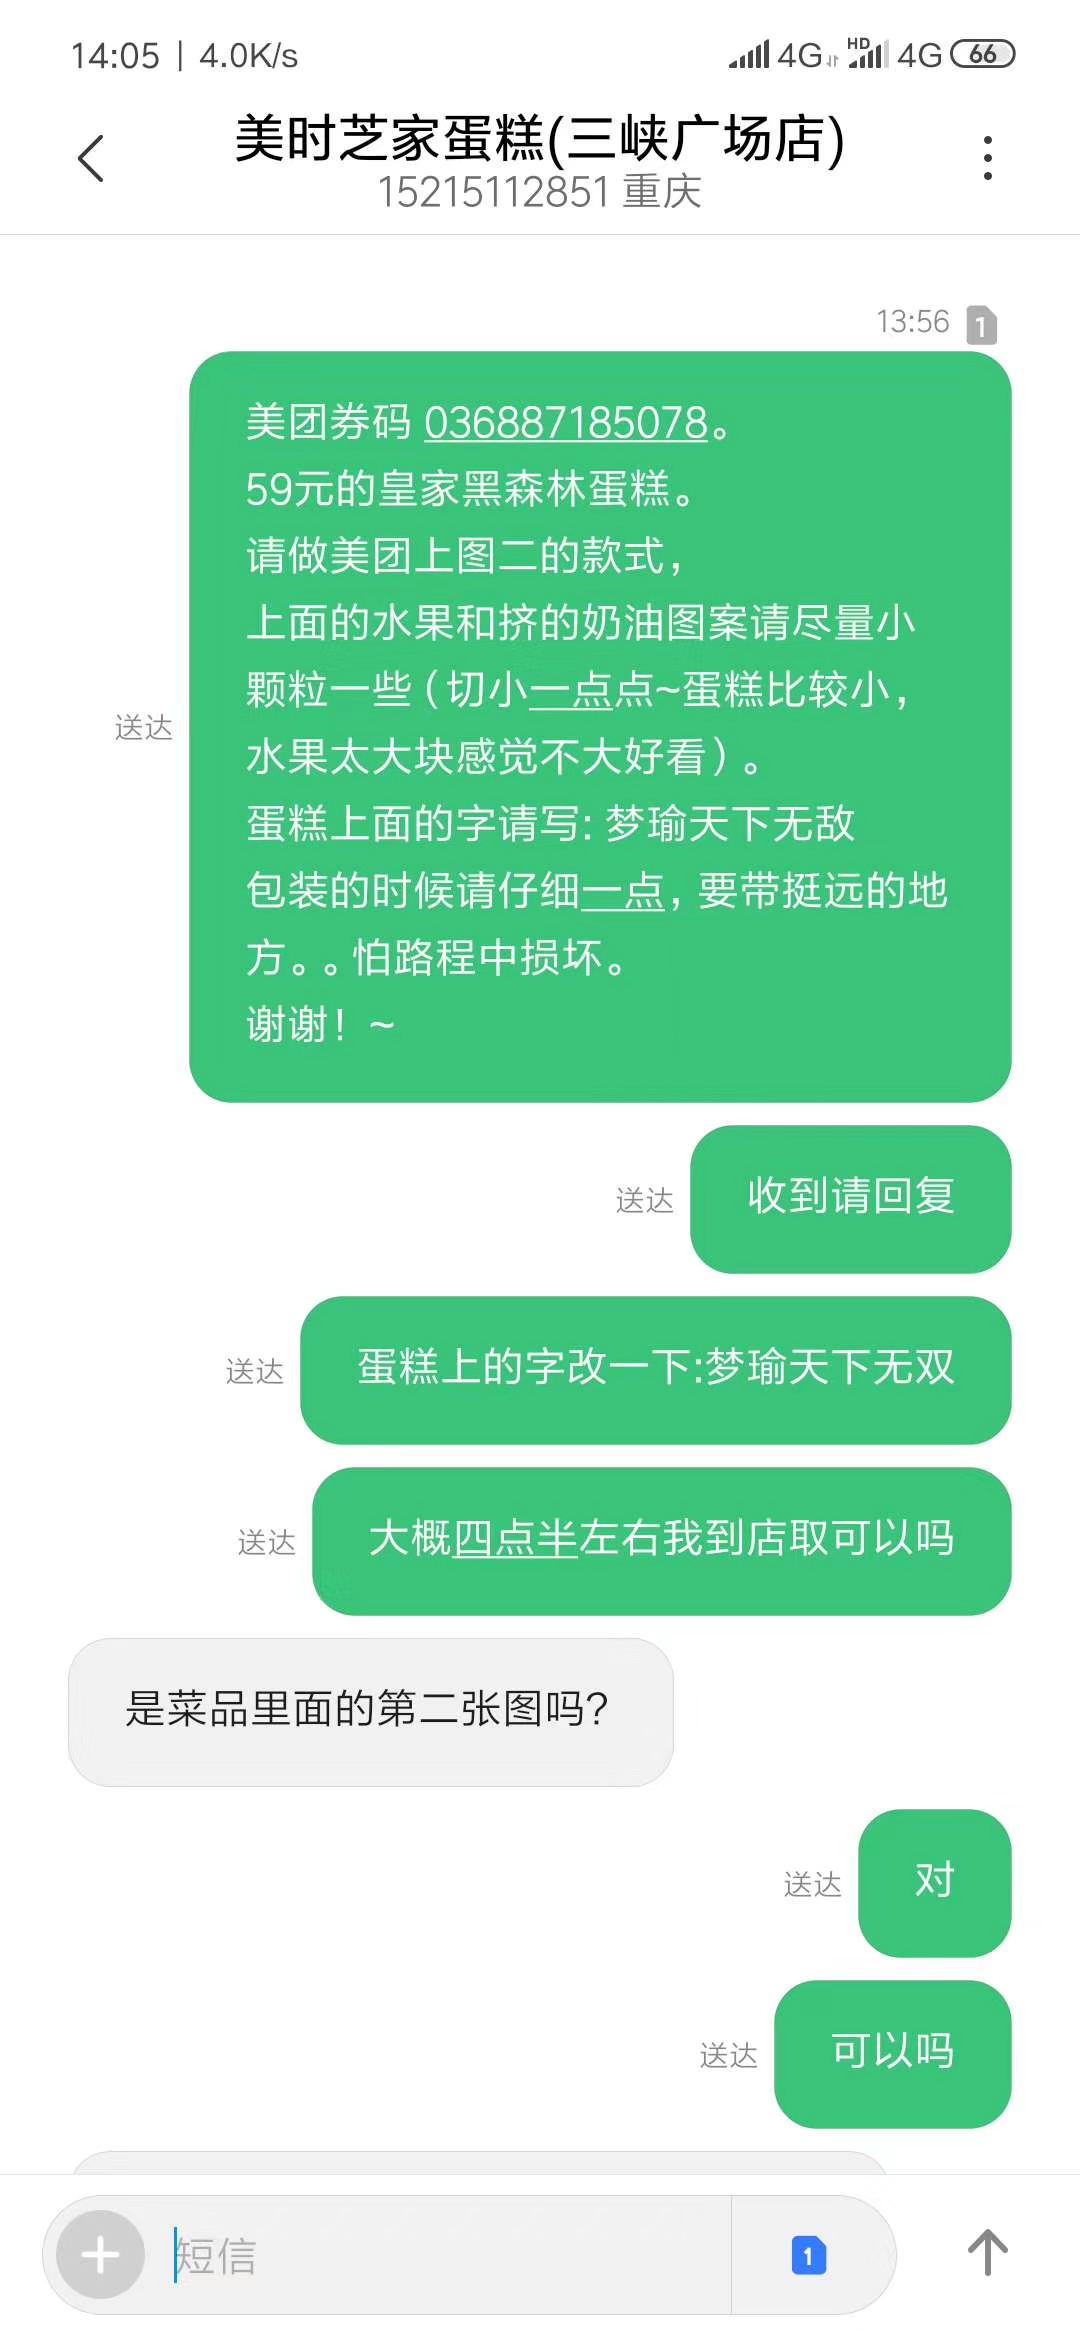 14:05 | 4.0K/s
4G HD 4G 66
美时芝家蛋糕(三峡广场店)
15215112851 重庆
13:56 1
美团券码 036887185078。
59元的皇家黑森林蛋糕。
请做美团上图二的款式，
上面的水果和挤的奶油图案请尽量小
颗粒一些（切小一点点~蛋糕比较小，
送达
水果太大块感觉不大好看）。
蛋糕上面的字请写: 梦瑜天下无敌
包装的时候请仔细一点，要带挺远的地
方。。怕路程中损坏。
谢谢！~
送达 收到请回复
送达 蛋糕上的字改一下:梦瑜天下无双
送达 大概四点半左右我到店取可以吗
是菜品里面的第二张图吗?
送达 对
送达 可以吗
短信
1